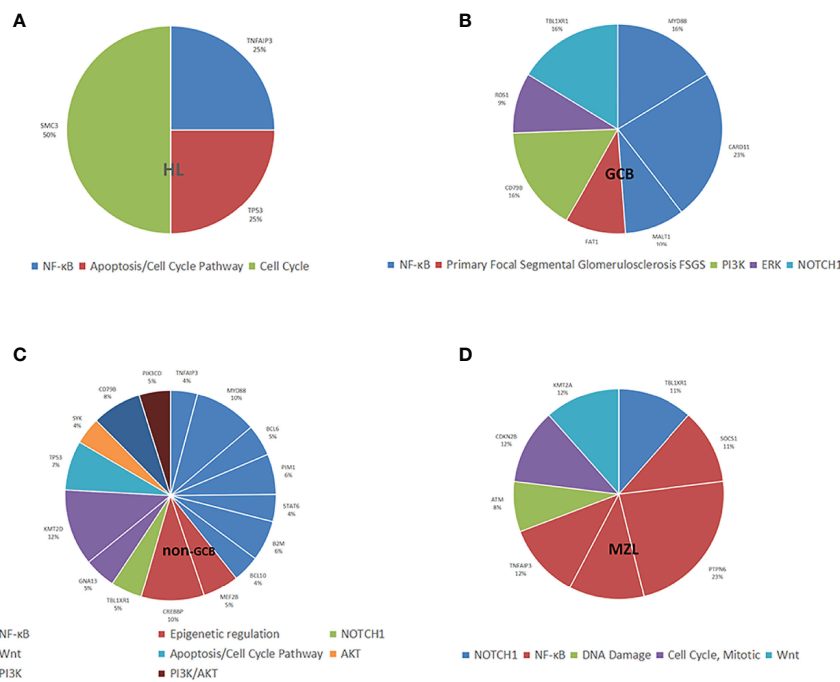 A
TNFAIP3
25%
SMC3
50%
HL
TP53
25%
NF-κB Apoptosis/Cell Cycle Pathway Cell Cycle
B
TBL1XR1
16%
MYD88
16%
ROS1
9%
CARD11
23%
GCB
CD79B
16%
FAT1
MALT1
NF-κB Primary Focal Segmental Glomerulosclerosis FSGS PI3K ERK NOTCH1
C
PIK3CD
5%
TNFAIP3
4%
CD79B
8%
MYD88
10%
SYK
4%
BCL6
5%
TP53
7%
PIM1
6%
STAT6
4%
KMT2D
12%
B2M
6%
non-GCB
BCL10
4%
GNA13
5%
MEF2B
5%
TBL1XR1
5%
CREBBP
10%
NF-κB Epigenetic regulation NOTCH1
Wnt Apoptosis/Cell Cycle Pathway AKT
PI3K PI3K/AKT
D
KMT2A
12%
TBL1XR1
11%
CDKN2B
12%
SOCS1
11%
ATM
8%
MZL
TNFAIP3
12%
PTPN6
23%
NOTCH1 NF-κB DNA Damage Cell Cycle, Mitotic Wnt